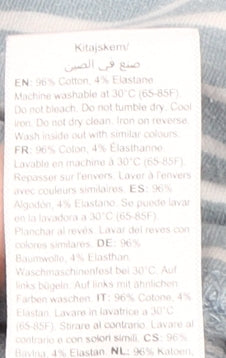 Kitajskem/
صنع في الصين
EN: 96% Cotton, 4% Elastane
Machine washable at 30°C (65-85F).
Do not bleach. Do not tumble dry. Cool
iron. Do not dry clean. Iron on reverse.
Wash inside out with similar colours.
FR: 96% Coton, 4% Élasthanne.
Lavable en machine à 30°C (65-85F).
Repasser sur l'envers. Laver à l'envers
avec couleurs similaires. ES: 96%
Algodón, 4% Elastano. Se puede lavar
en la lavadora a 30°C (65-85F).
Planchar al revés. Lavar del revés con
colores similares. DE: 96%
Baumwolle, 4% Elasthan.
Waschmaschinenfest bei 30°C. Auf
links bügeln. Auf links mit ähnlichen
Farben waschen. IT: 96% Cotone, 4%
Elastan. Lavare in lavatrice a 30°C
(65-85F). Stirare al contrario. Lavare al
contrario e con solori simili. CS: 96%
Bavlna, 4% Elastan. NL: 96% Katoen,